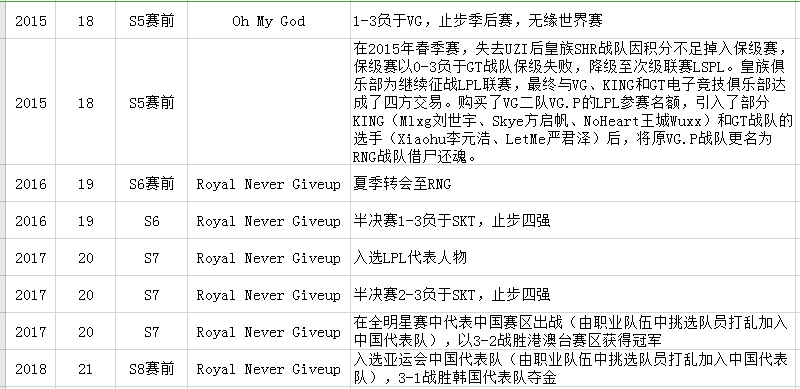 2015 18 S5赛前 Oh My God 1-3负于VG，止步季后赛，无缘世界赛
2015 18 S5赛前 在2015年春季赛，失去UZI后皇族SHR战队因积分不足掉入保级赛，
保级赛以0-3负于GT战队保级失败，降级至次级联赛LSPL。皇族俱
乐部为继续征战LPL联赛，最终与VG、KING和GT电子竞技俱乐部达
成了四方交易。购买了VG二队VG.P的LPL参赛名额，引入了部分
KING（Mlxg刘世宇、Skye方启帆、NoHeart王城Wuxx）和GT战队的
选手（Xiaohu李元浩、LetMe严君泽）后，将原VG.P战队更名为
RNG战队借尸还魂。
2016 19 S6赛前 Royal Never Giveup 夏季转会至RNG
2016 19 S6 Royal Never Giveup 半决赛1-3负于SKT，止步四强
2017 20 S7 Royal Never Giveup 入选LPL代表人物
2017 20 S7 Royal Never Giveup 半决赛2-3负于SKT，止步四强
2017 20 S7 Royal Never Giveup 在全明星赛中代表中国赛区出战（由职业队伍中挑选队员打乱加入
中国代表队），以3-2战胜港澳台赛区获得冠军
2018 21 S8赛前 Royal Never Giveup 入选亚运会中国代表队（由职业队伍中挑选队员打乱加入中国代表
队），3-1战胜韩国代表队夺金